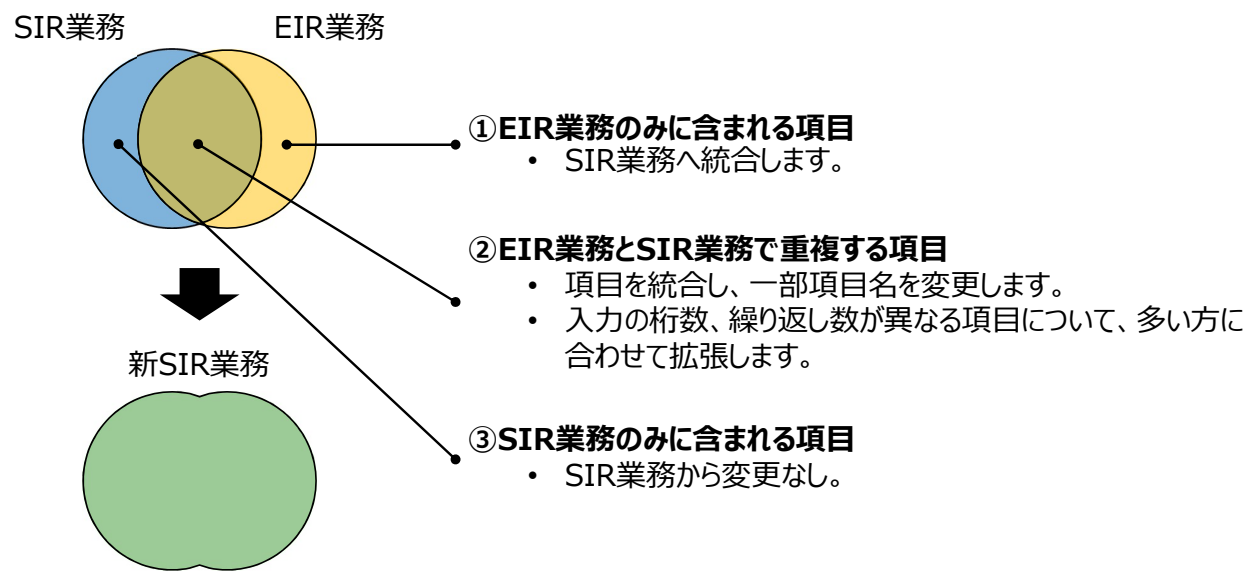 SIR業務
EIR業務
①EIR業務のみに含まれる項目
• SIR業務へ統合します。
②EIR業務とSIR業務で重複する項目
• 項目を統合し、一部項目名を変更します。
• 入力の桁数、繰り返し数が異なる項目について、多い方に
合わせて拡張します。
新SIR業務
③SIR業務のみに含まれる項目
• SIR業務から変更なし。